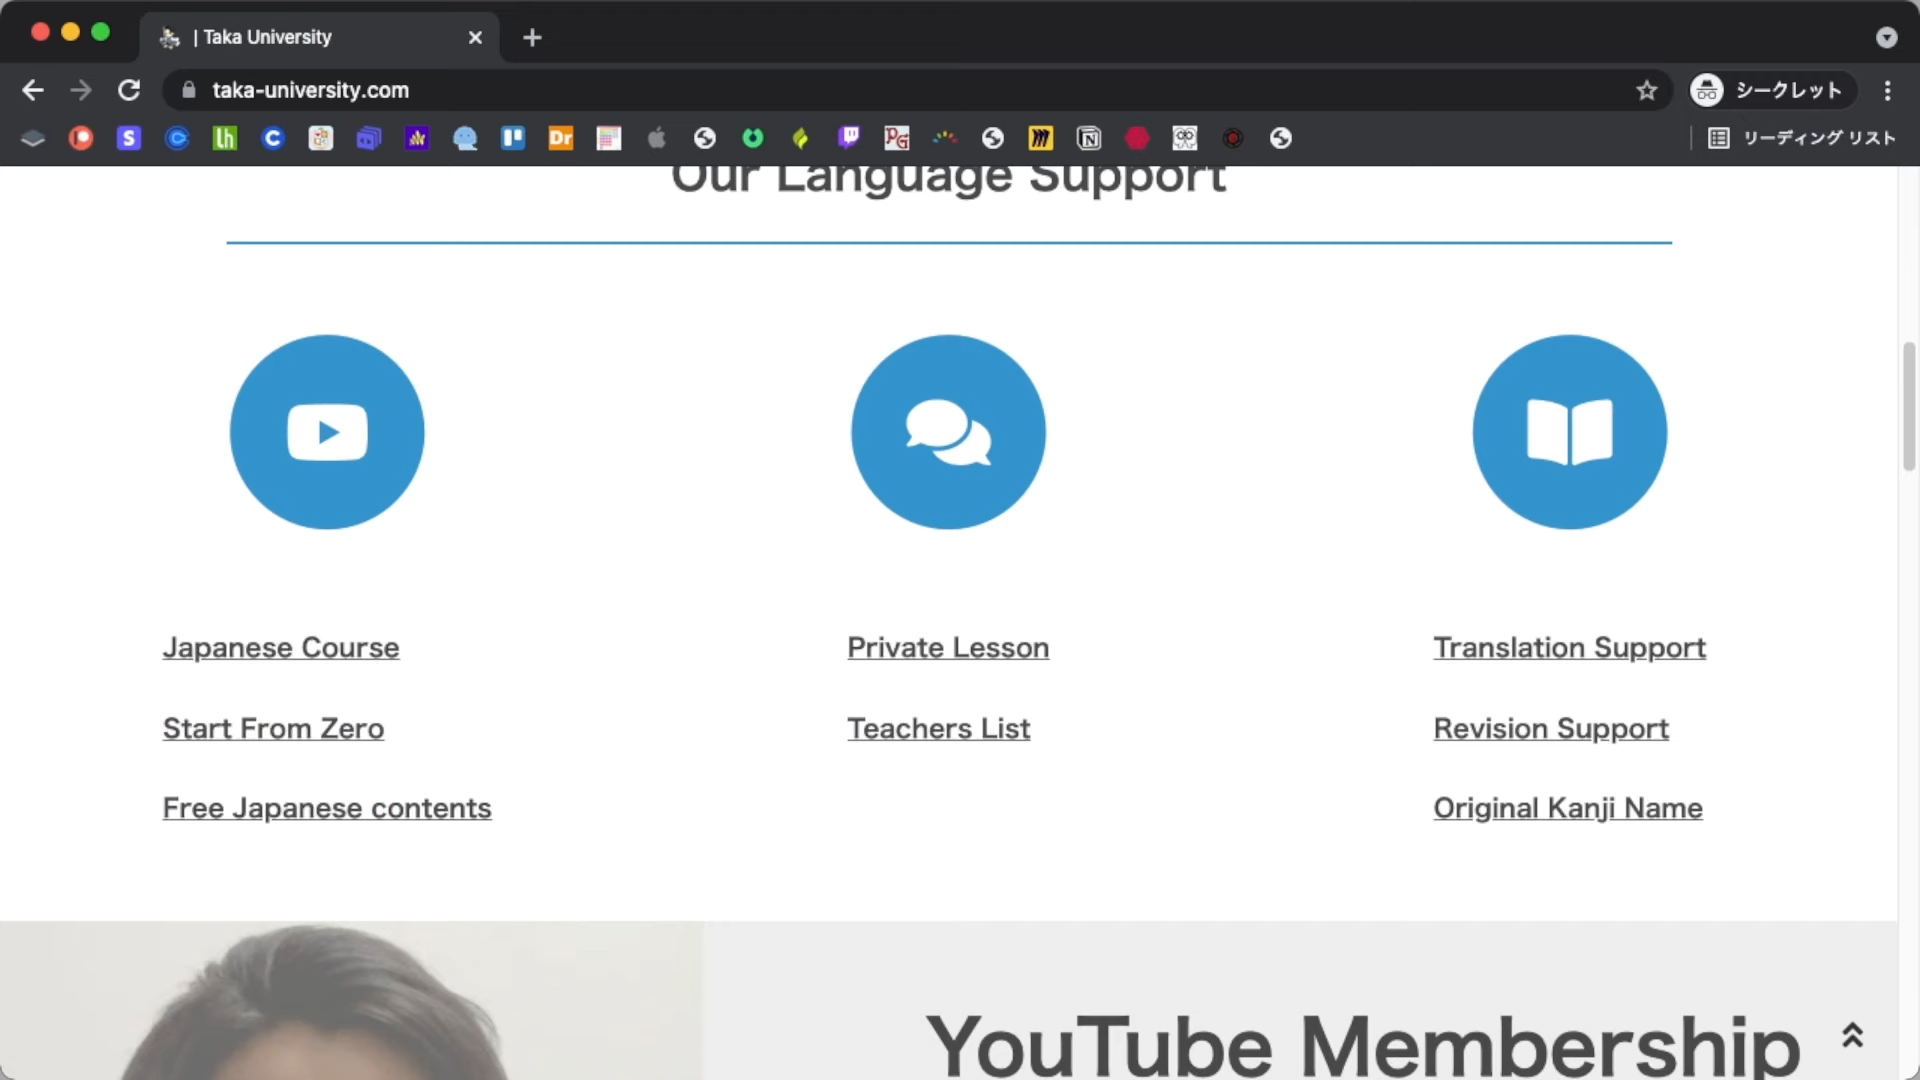 | Taka University
taka-university.com
シークレット
リーディング リスト
Our Language Support
Japanese Course
Private Lesson
Translation Support
Start From Zero
Teachers List
Revision Support
Free Japanese contents
Original Kanji Name
YouTube Membership